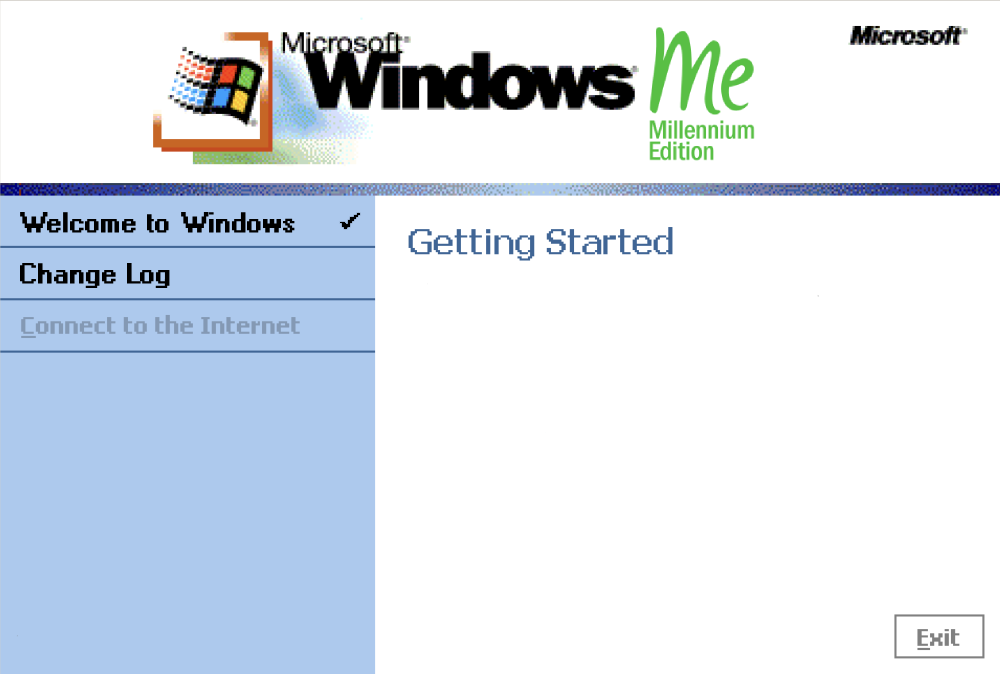 Microsoft®
Windows® Me
Millennium
Edition
Microsoft®
Welcome to Windows ✓
Change Log
Connect to the Internet
Getting Started
Exit